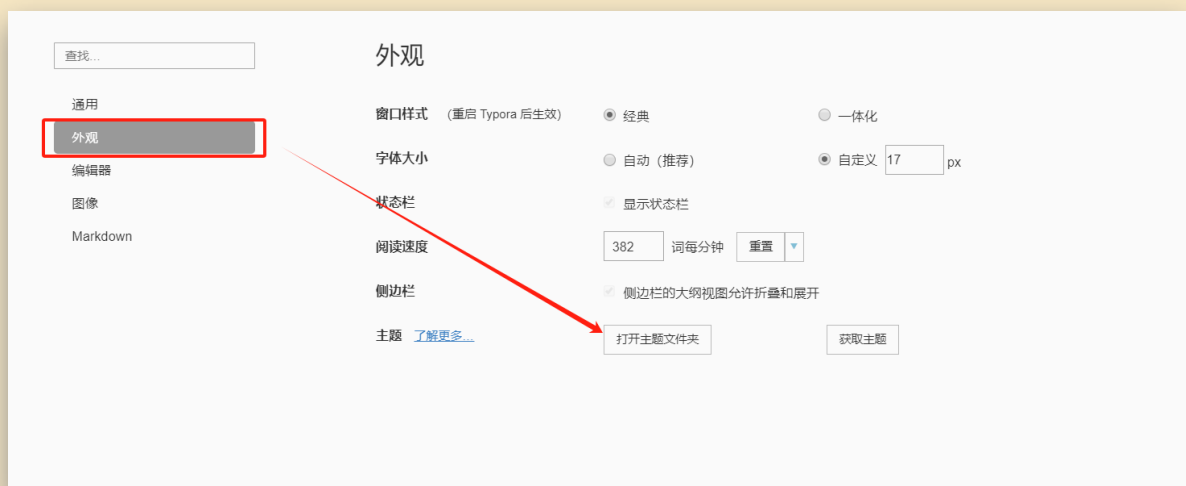 查找...
通用
外观
编辑器
图像
Markdown
外观
窗口样式 (重启 Typora 后生效) 经典 一体化
字体大小 自动（推荐） 自定义 17 px
状态栏 显示状态栏
阅读速度 382 词每分钟 重置
侧边栏 侧边栏的大纲视图允许折叠和展开
主题 了解更多... 打开主题文件夹 获取主题